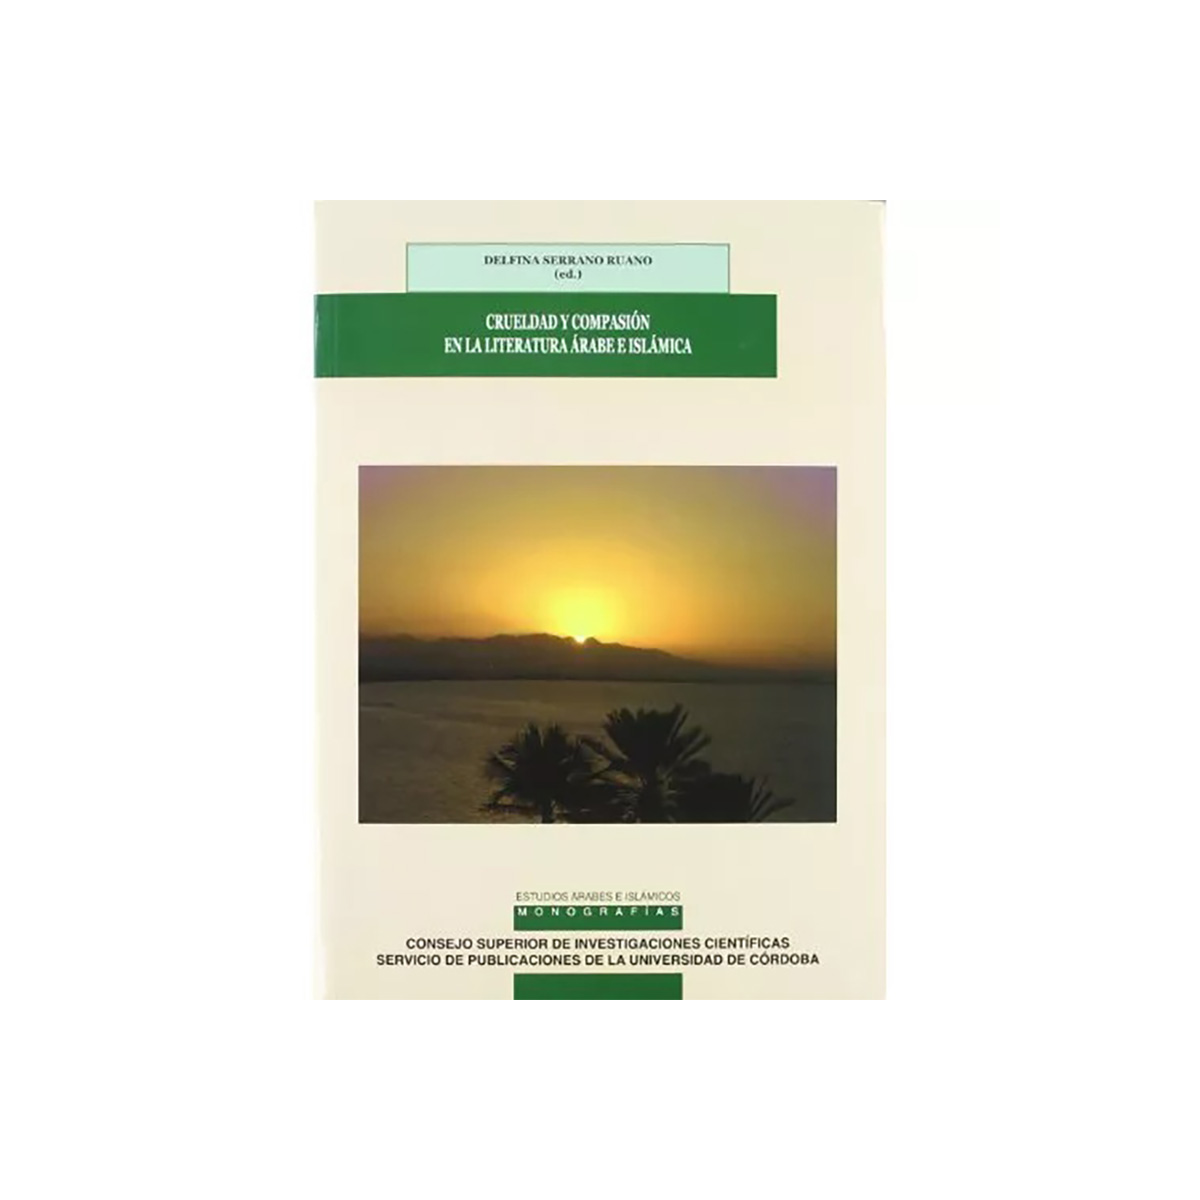 DELFINA SERRANO RUANO
(ed.)
CRUELDAD Y COMPASIÓN
EN LA LITERATURA ÁRABE E ISLÁMICA
ESTUDIOS ÁRABES E ISLÁMICOS
MONOGRAFÍAS
CONSEJO SUPERIOR DE INVESTIGACIONES CIENTÍFICAS
SERVICIO DE PUBLICACIONES DE LA UNIVERSIDAD DE CÓRDOBA